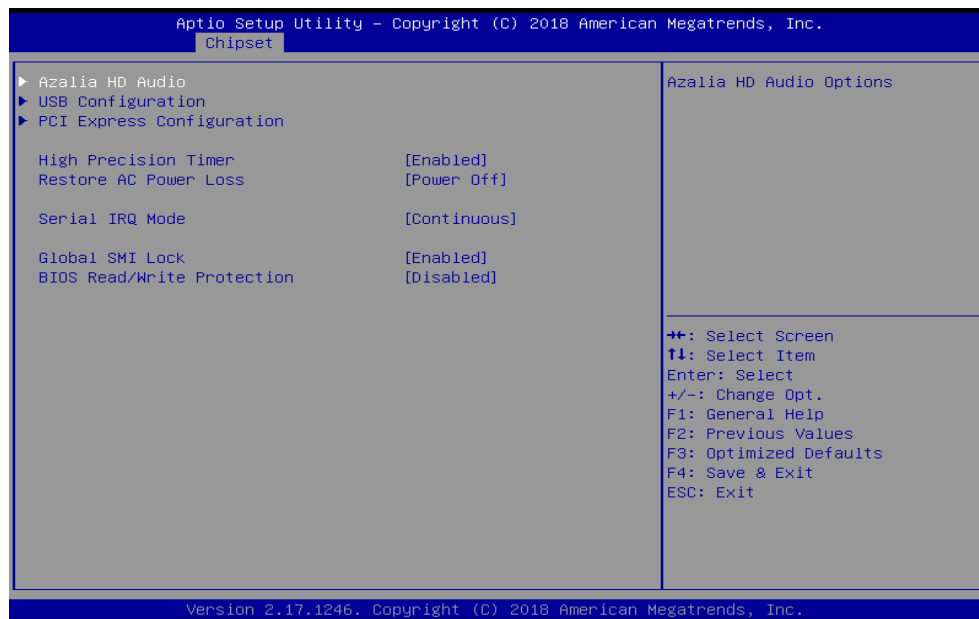 Aptio Setup Utility – Copyright (C) 2018 American Megatrends, Inc.
Chipset
▶ Azalia HD Audio
▶ USB Configuration
▶ PCI Express Configuration
High Precision Timer [Enabled]
Restore AC Power Loss [Power Off]
Serial IRQ Mode [Continuous]
Global SMI Lock [Enabled]
BIOS Read/Write Protection [Disabled]
Azalia HD Audio Options
→←: Select Screen
↑↓: Select Item
Enter: Select
+/-: Change Opt.
F1: General Help
F2: Previous Values
F3: Optimized Defaults
F4: Save & Exit
ESC: Exit
Version 2.17.1246. Copyright (C) 2018 American Megatrends, Inc.